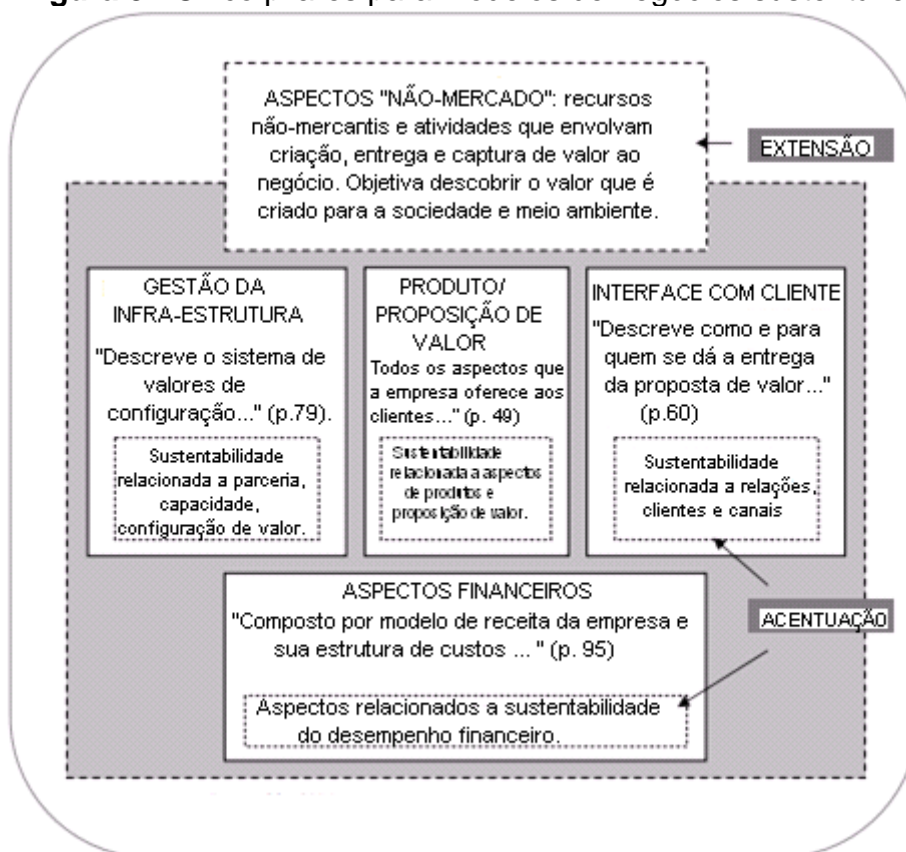 ASPECTOS "NÃO-MERCADO": recursos
não-mercantis e atividades que envolvam
criação, entrega e captura de valor ao
negócio. Objetiva descobrir o valor que é
criado para a sociedade e meio ambiente.
EXTENSÃO
GESTÃO DA
INFRA-ESTRUTURA
"Descreve o sistema de
valores de
configuração..." (p.79).
Sustentabilidade
relacionada a parceria,
capacidade,
configuração de valor.
PRODUTO/
PROPOSIÇÃO DE
VALOR
Todos os aspectos que
a empresa oferece aos
clientes..." (p. 49)
Sustentabilidade
relacionada a aspectos
de produtos e
proposição de valor.
INTERFACE COM CLIENTE
"Descreve como e para
quem se dá a entrega
da proposta de valor..."
(p.60)
Sustentabilidade
relacionada a relações,
clientes e canais
ACENTUAÇÃO
ASPECTOS FINANCEIROS
"Composto por modelo de receita da empresa e
sua estrutura de custos ... " (p. 95)
Aspectos relacionados a sustentabilidade
do desempenho financeiro.